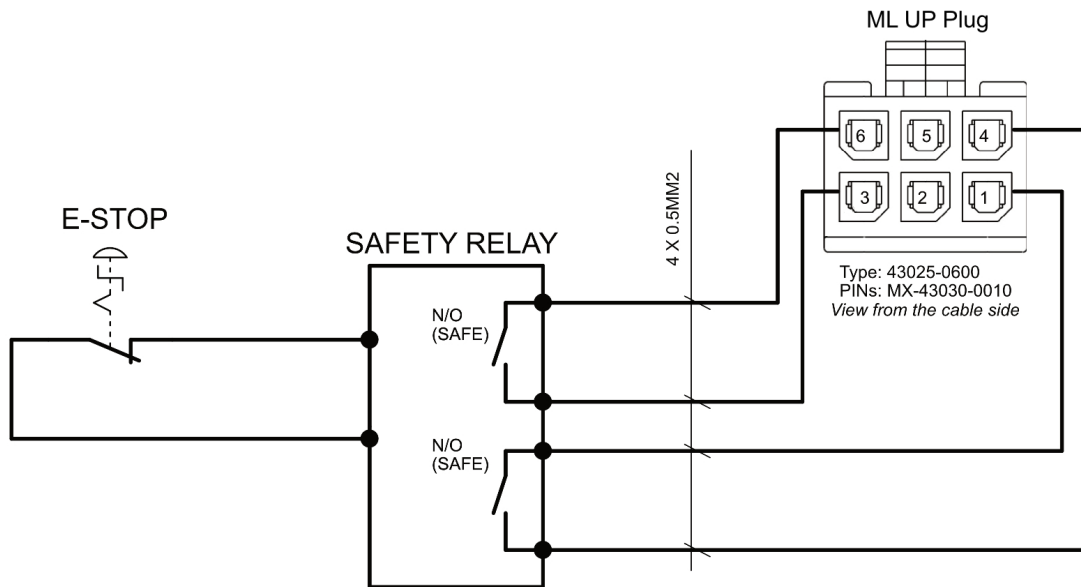 ML UP Plug
6
5
4
3
2
1
Type: 43025-0600
PINs: MX-43030-0010
View from the cable side
4 X 0.5MM2
E-STOP
SAFETY RELAY
N/O
(SAFE)
N/O
(SAFE)